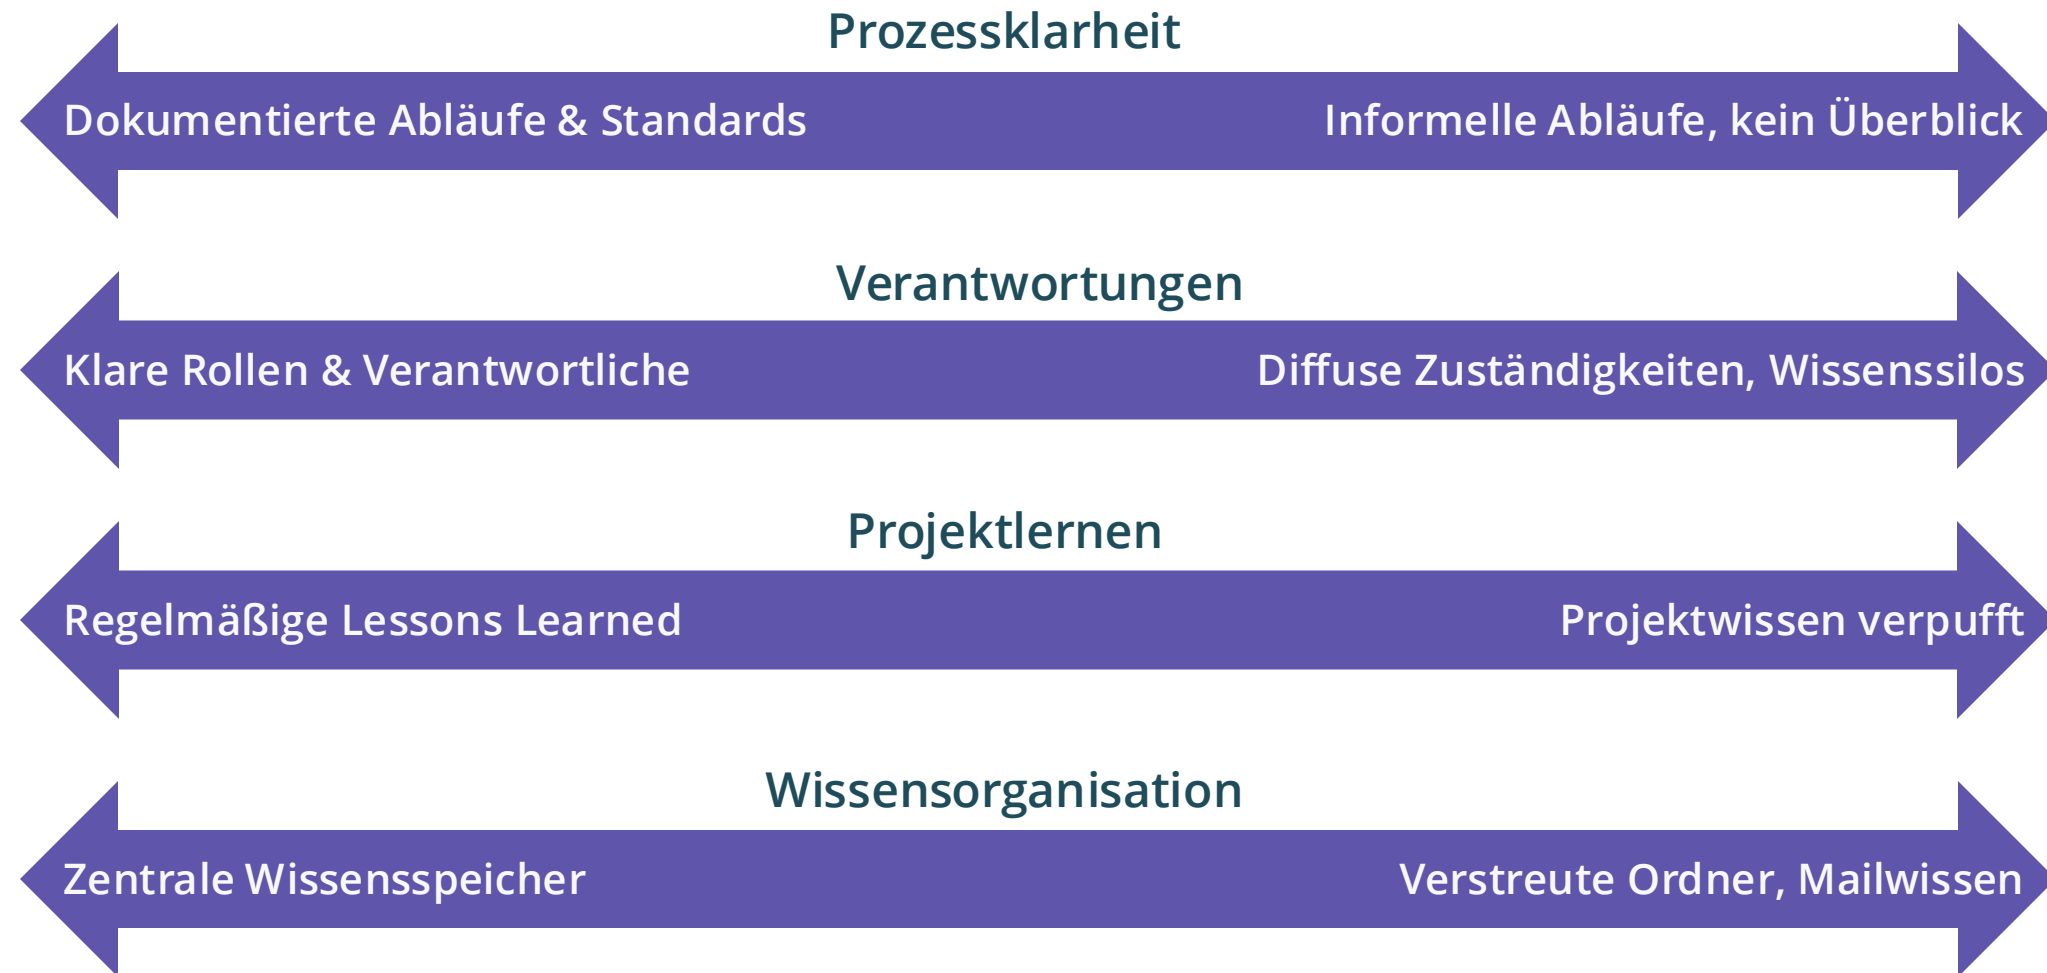 Prozessklarheit
Dokumentierte Abläufe & Standards
Informelle Abläufe, kein Überblick
Verantwortungen
Klare Rollen & Verantwortliche
Diffuse Zuständigkeiten, Wissenssilos
Projektlernen
Regelmäßige Lessons Learned
Projektwissen verpufft
Wissensorganisation
Zentrale Wissensspeicher
Verstreute Ordner, Mailwissen